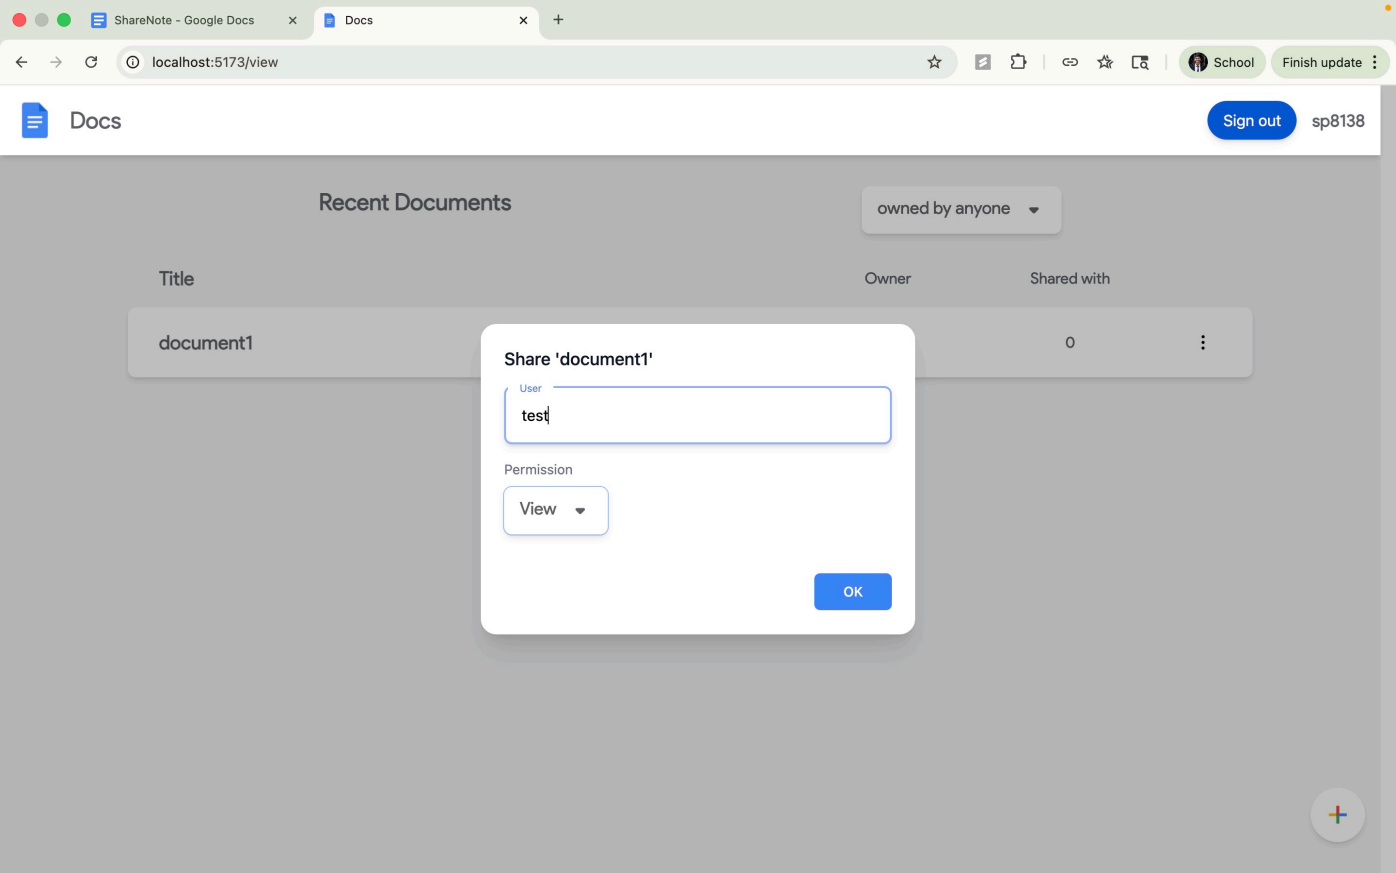 ShareNote - Google Docs
Docs
localhost:5173/view
School
Finish update
Docs
Sign out
sp8138
Recent Documents
owned by anyone
Title
Owner
Shared with
document1
0
Share 'document1'
User
test
Permission
View
OK